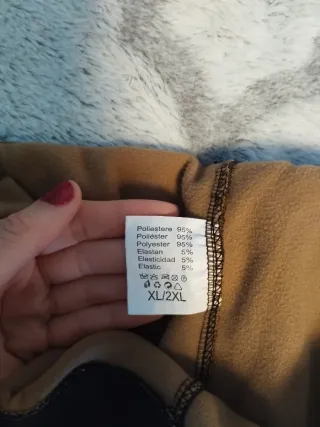 Poliestere 95%
Poliéster 95%
Polyester 95%
Elastan 5%
Elasticidad 5%
Elastic 5%
XL/2XL